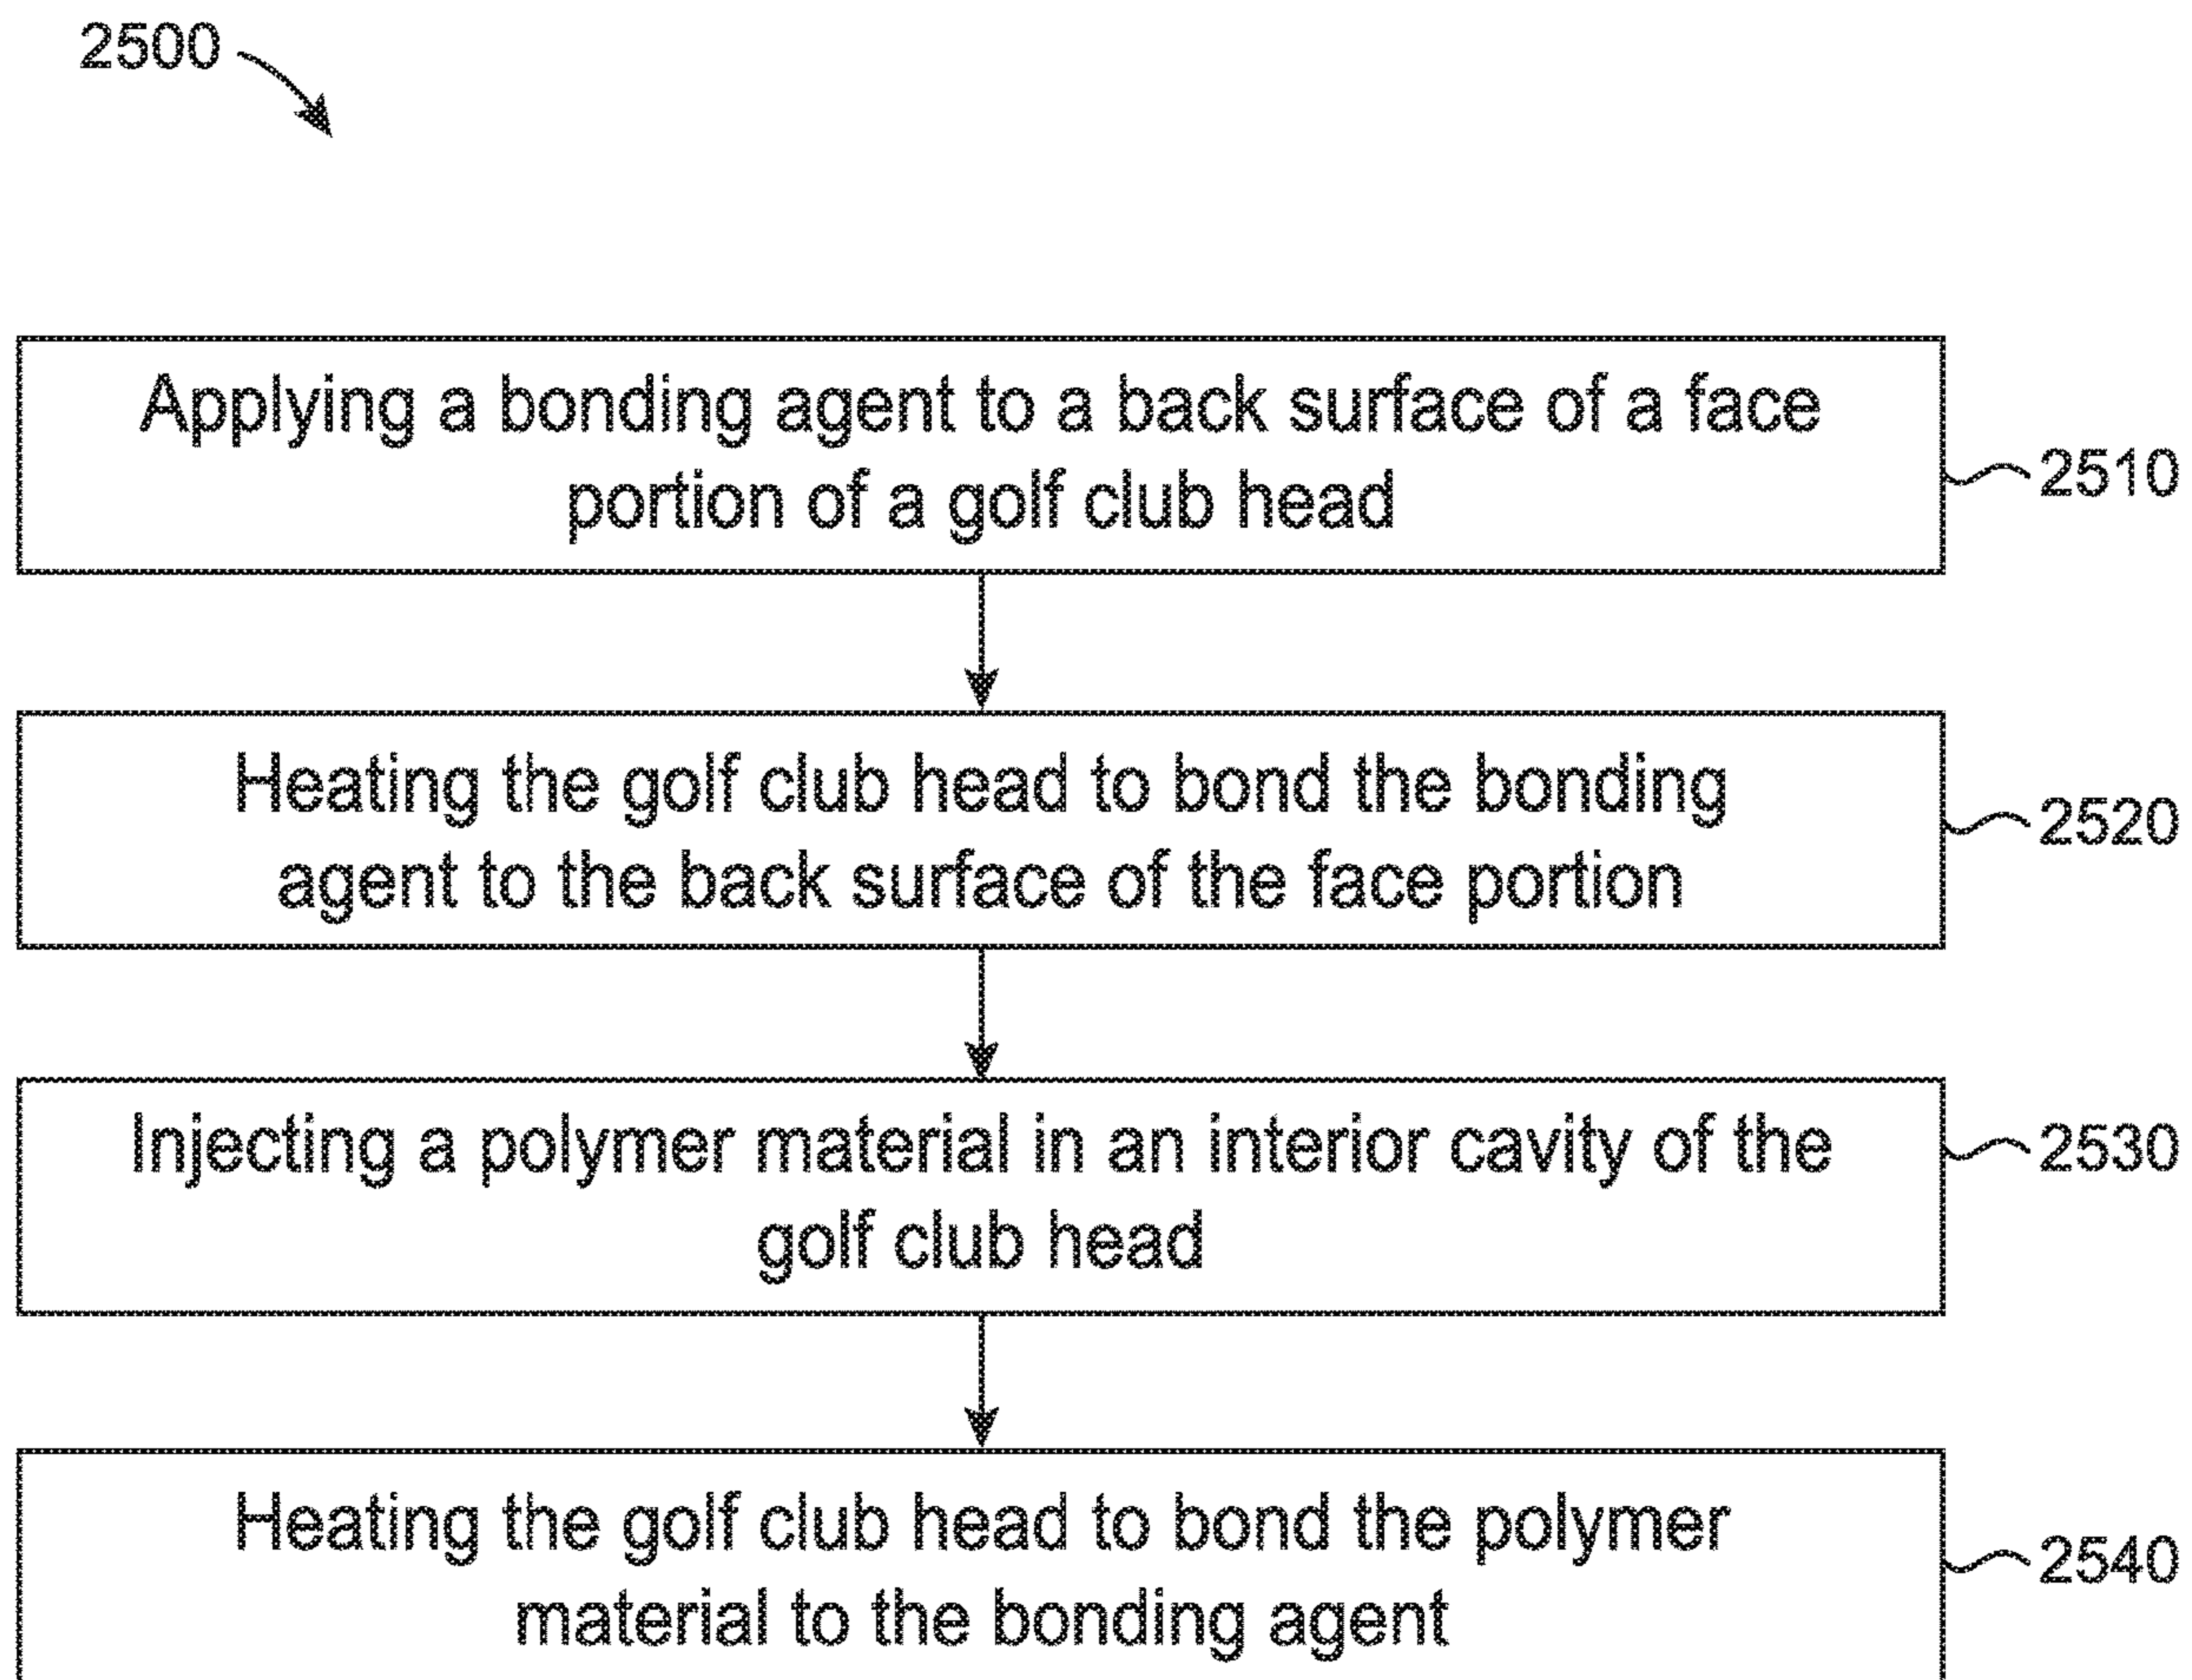 2500
Applying a bonding agent to a back surface of a face
portion of a golf club head
2510
Heating the golf club head to bond the bonding
agent to the back surface of the face portion
2520
Injecting a polymer material in an interior cavity of the
golf club head
2530
Heating the golf club head to bond the polymer
material to the bonding agent
2540